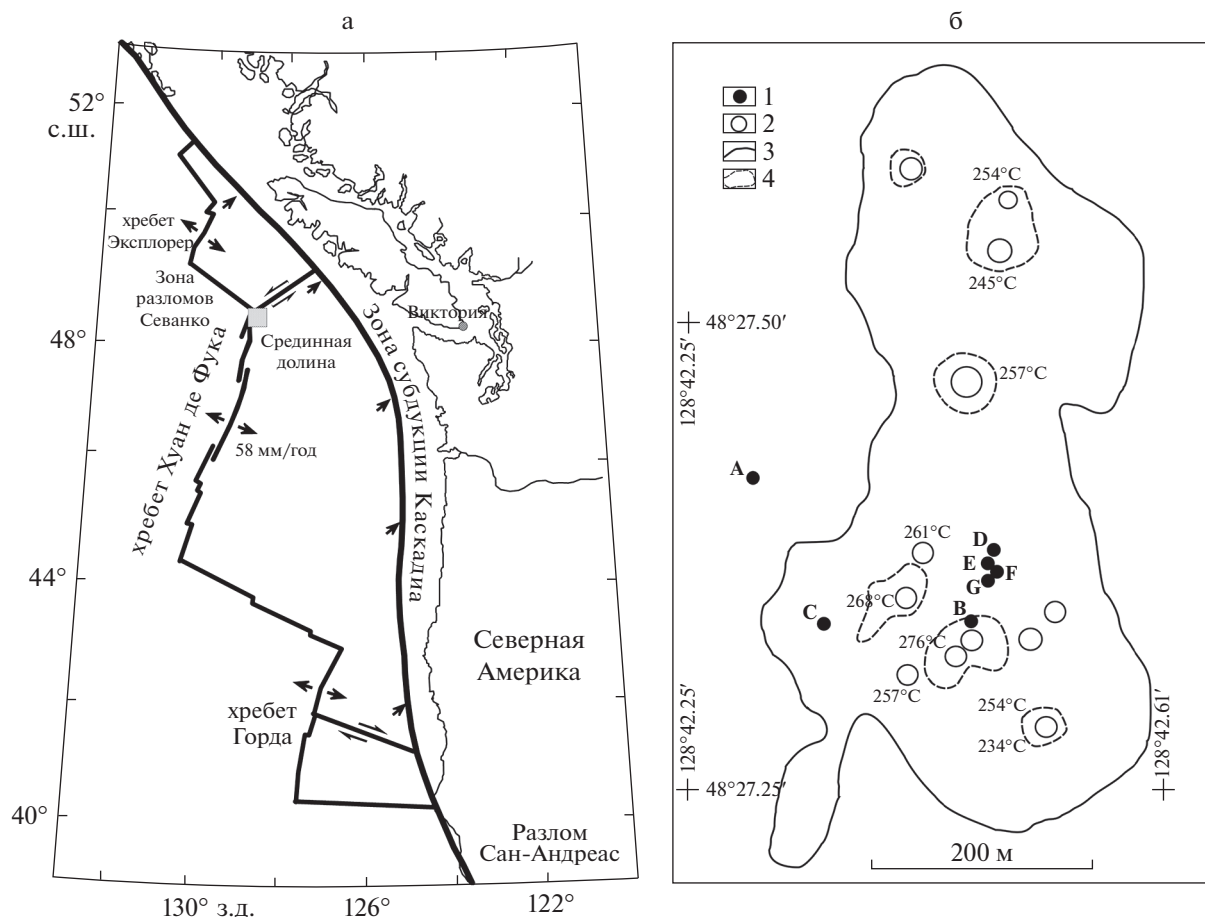 а
52°
с.ш.
хребет
Эксплорер
Зона
разломов
Севанко
48°
Срединная
долина
Виктория
хребет Хуан де Фука
58 мм/год
Зона субдукции Каскадиа
44°
Северная
Америка
хребет
Горда
40°
Разлом
Сан-Андреас
130° з.д.
126°
122°
б
1
2
3
4
254°C
245°C
48°27.50′
128°42.25′
257°C
A
261°C
D
E
F
G
268°C
C
B
276°C
257°C
254°C
234°C
128°42.25′
48°27.25′
128°42.61′
200 м